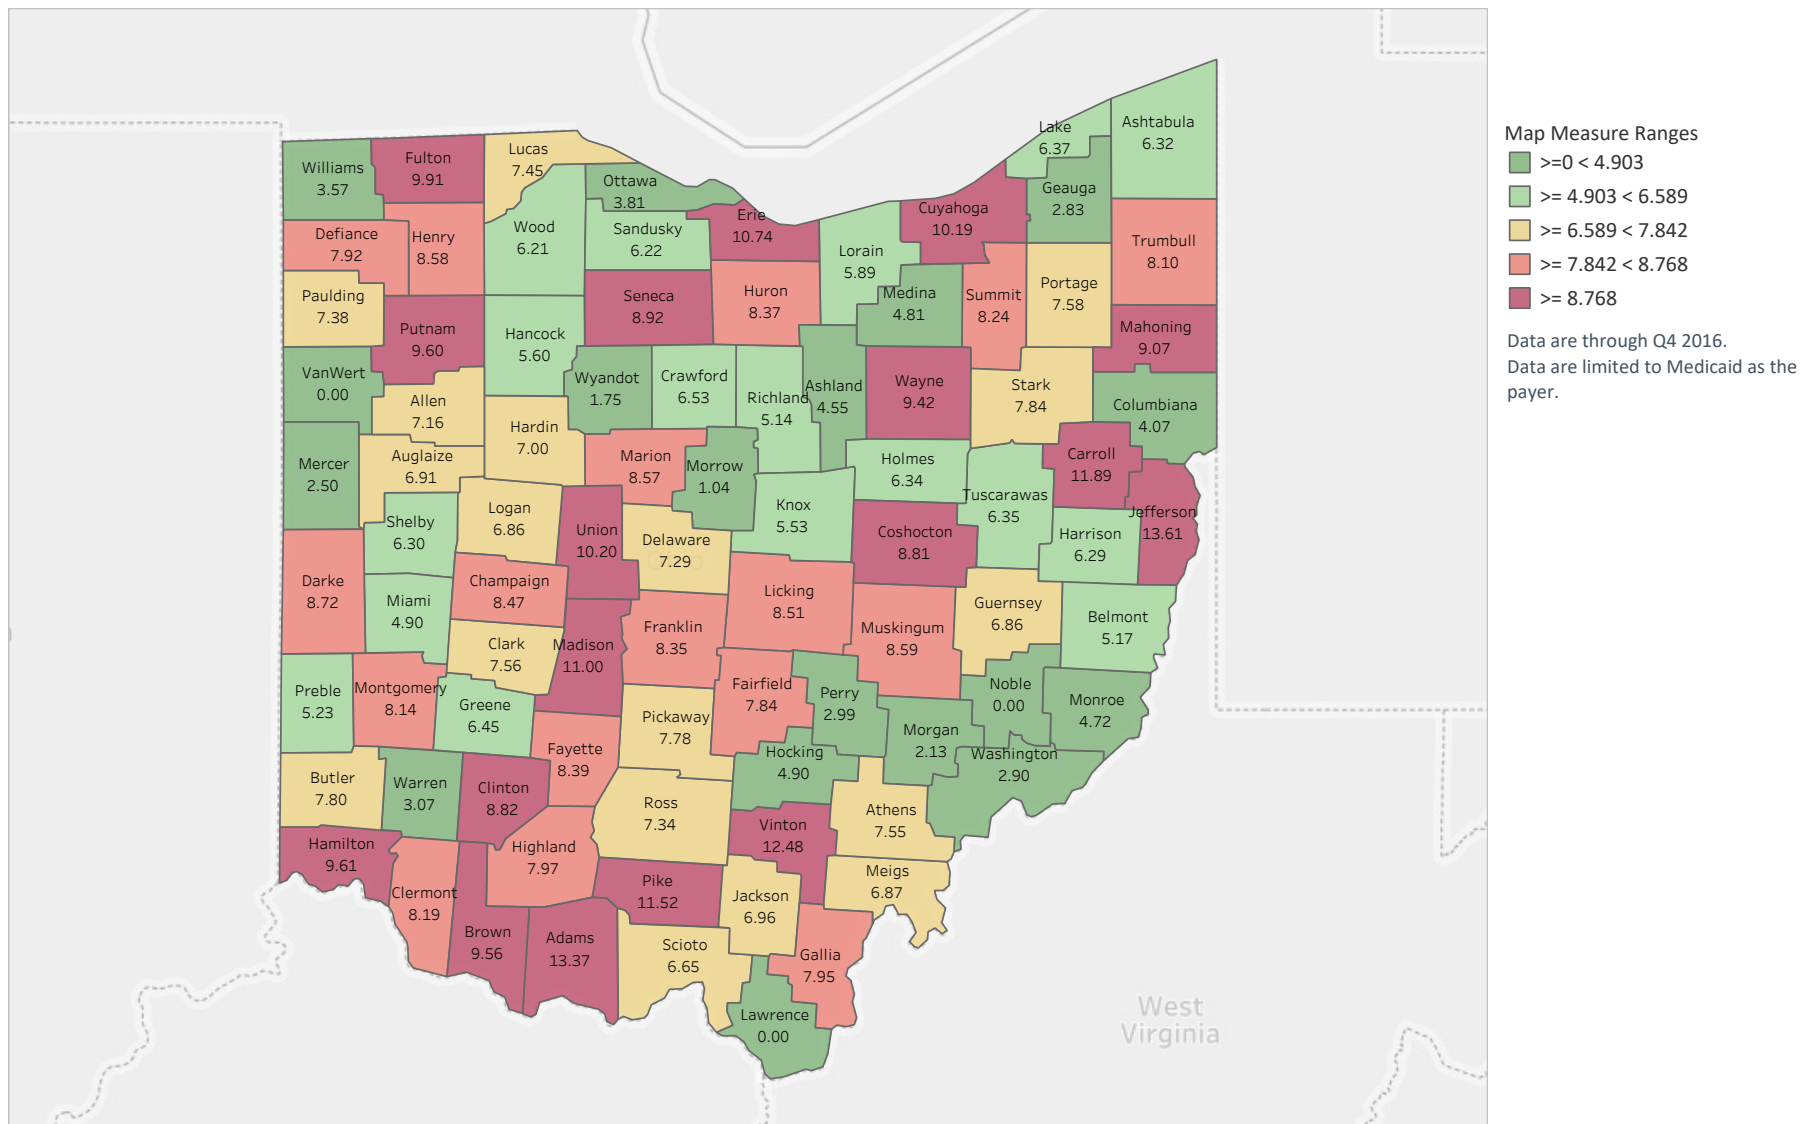 Lake
6.37
Ashtabula
6.32
Williams
3.57
Fulton
9.91
Lucas
7.45
Ottawa
3.81
Geauga
2.83
Erie
10.74
Cuyahoga
10.19
Defiance
7.92
Henry
8.58
Wood
6.21
Sandusky
6.22
Lorain
5.89
Trumbull
8.10
Paulding
7.38
Putnam
9.60
Seneca
8.92
Huron
8.37
Medina
4.81
Summit
8.24
Portage
7.58
Hancock
5.60
Mahoning
9.07
VanWert
0.00
Allen
7.16
Wyandot
1.75
Crawford
6.53
Richland
5.14
Ashland
4.55
Wayne
9.42
Stark
7.84
Columbiana
4.07
Hardin
7.00
Mercer
2.50
Auglaize
6.91
Marion
8.57
Morrow
1.04
Holmes
6.34
Carroll
11.89
Tuscarawas
6.35
Jefferson
13.61
Shelby
6.30
Logan
6.86
Union
10.20
Delaware
7.29
Knox
5.53
Coshocton
8.81
Harrison
6.29
Darke
8.72
Miami
4.90
Champaign
8.47
Licking
8.51
Guernsey
6.86
Belmont
5.17
Clark
7.56
Madison
11.00
Franklin
8.35
Muskingum
8.59
Preble
5.23
Montgomery
8.14
Greene
6.45
Fairfield
7.84
Perry
2.99
Noble
0.00
Monroe
4.72
Pickaway
7.78
Morgan
2.13
Washington
2.90
Butler
7.80
Warren
3.07
Clinton
8.82
Fayette
8.39
Hocking
4.90
Ross
7.34
Vinton
12.48
Athens
7.55
Hamilton
9.61
Highland
7.97
Clermont
8.19
Pike
11.52
Jackson
6.96
Meigs
6.87
Brown
9.56
Adams
13.37
Scioto
6.65
Gallia
7.95
Lawrence
0.00
West
Virginia
Map Measure Ranges
>=0 < 4.903
>= 4.903 < 6.589
>= 6.589 < 7.842
>= 7.842 < 8.768
>= 8.768
Data are through Q4 2016.
Data are limited to Medicaid as the
payer.